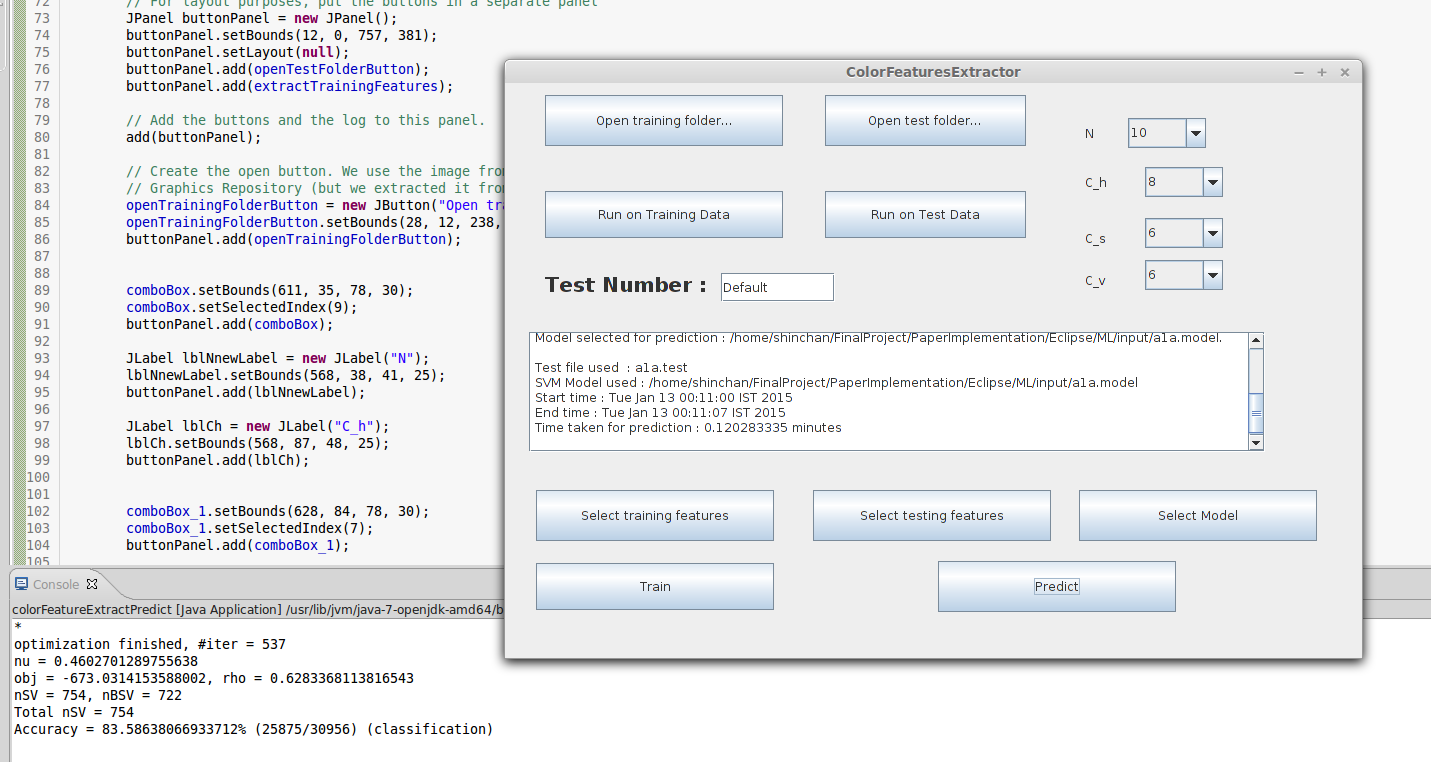 72 // For layout purposes, put the buttons in a separate panel
73 JPanel buttonPanel = new JPanel();
74 buttonPanel.setBounds(12, 0, 757, 381);
75 buttonPanel.setLayout(null);
76 buttonPanel.add(openTestFolderButton);
77 buttonPanel.add(extractTrainingFeatures);
78
79 // Add the buttons and the log to this panel.
80 add(buttonPanel);
81
82 // Create the open button. We use the image from
83 // Graphics Repository (but we extracted it from
84 openTrainingFolderButton = new JButton("Open tra
85 openTrainingFolderButton.setBounds(28, 12, 238,
86 buttonPanel.add(openTrainingFolderButton);
87
88
89 comboBox.setBounds(611, 35, 78, 30);
90 comboBox.setSelectedIndex(9);
91 buttonPanel.add(comboBox);
92
93 JLabel lblNnewLabel = new JLabel("N");
94 lblNnewLabel.setBounds(568, 38, 41, 25);
95 buttonPanel.add(lblNnewLabel);
96
97 JLabel lblCh = new JLabel("C_h");
98 lblCh.setBounds(568, 87, 48, 25);
99 buttonPanel.add(lblCh);
100
101
102 comboBox_1.setBounds(628, 84, 78, 30);
103 comboBox_1.setSelectedIndex(7);
104 buttonPanel.add(comboBox_1);
105
ColorFeaturesExtractor
Open training folder... Open test folder...
N 10
C_h 8
Run on Training Data Run on Test Data
C_s 6
Test Number : Default
C_v 6
Model selected for prediction : /home/shinchan/FinalProject/PaperImplementation/Eclipse/ML/input/a1a.model.
Test file used : a1a.test
SVM Model used : /home/shinchan/FinalProject/PaperImplementation/Eclipse/ML/input/a1a.model
Start time : Tue Jan 13 00:11:00 IST 2015
End time : Tue Jan 13 00:11:07 IST 2015
Time taken for prediction : 0.120283335 minutes
Select training features Select testing features Select Model
Train Predict
Console
colorFeatureExtractPredict [Java Application] /usr/lib/jvm/java-7-openjdk-amd64/b
*
optimization finished, #iter = 537
nu = 0.4602701289755638
obj = -673.0314153588002, rho = 0.6283368113816543
nSV = 754, nBSV = 722
Total nSV = 754
Accuracy = 83.58638066933712% (25875/30956) (classification)